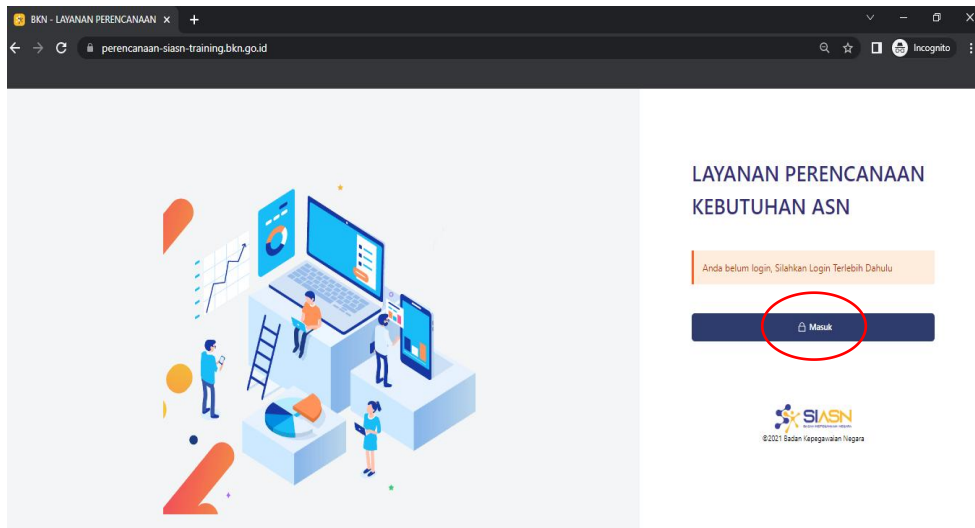 BKN - LAYANAN PERENCANAAN
perencanaan-siasn-training.bkn.go.id
Incognito
LAYANAN PERENCANAAN
KEBUTUHAN ASN
Anda belum login, Silahkan Login Terlebih Dahulu
Masuk
SIASN
©2021 Badan Kepegawaian Negara